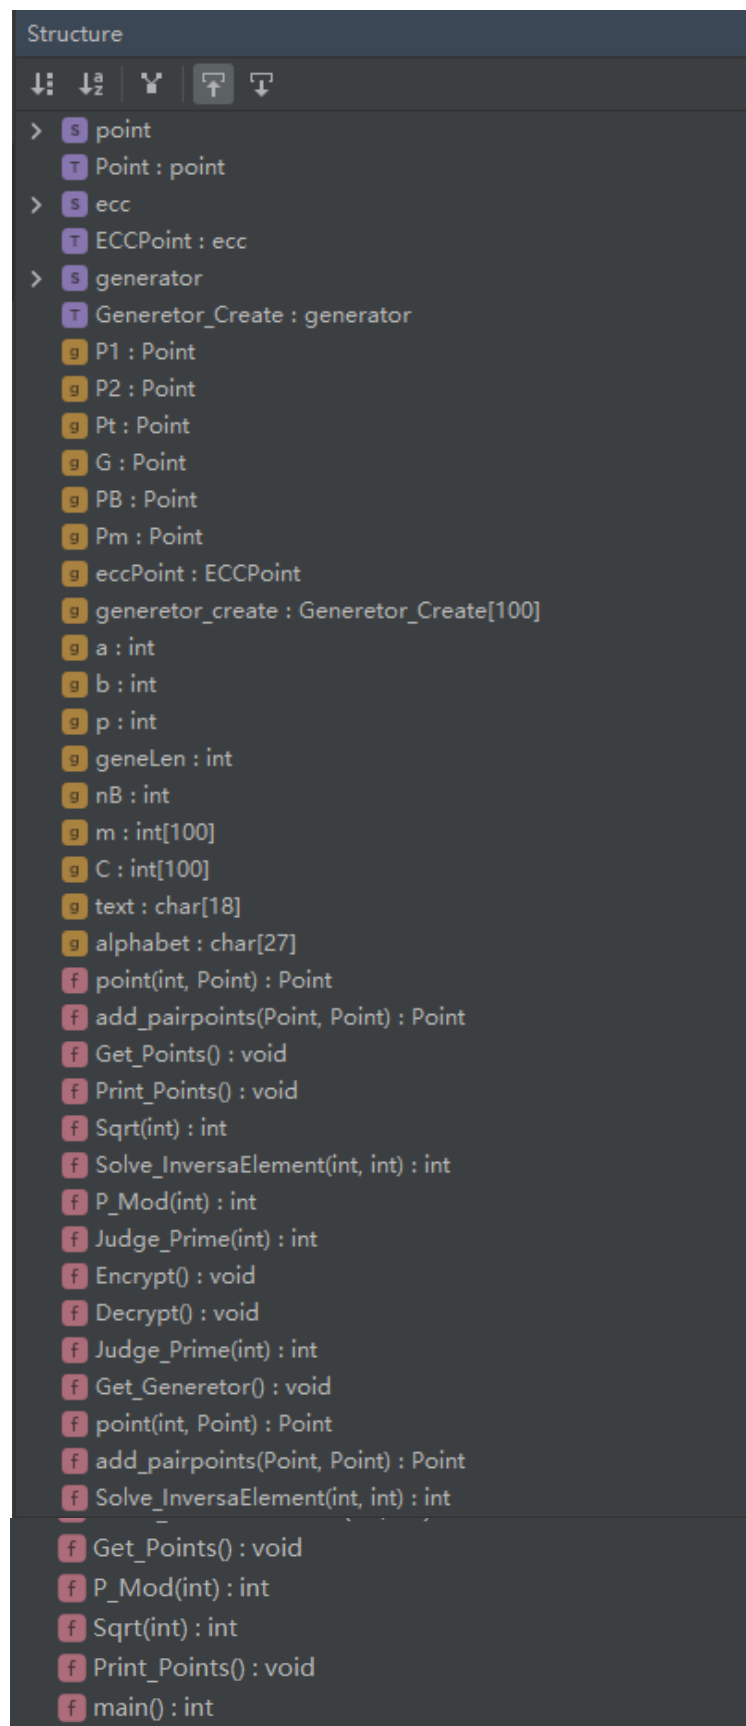 Structure
point
Point : point
ecc
ECCPoint : ecc
generator
Generetor_Create : generator
P1 : Point
P2 : Point
Pt : Point
G : Point
PB : Point
Pm : Point
eccPoint : ECCPoint
generetor_create : Generetor_Create[100]
a : int
b : int
p : int
geneLen : int
nB : int
m : int[100]
C : int[100]
text : char[18]
alphabet : char[27]
point(int, Point) : Point
add_pairpoints(Point, Point) : Point
Get_Points() : void
Print_Points() : void
Sqrt(int) : int
Solve_InversaElement(int, int) : int
P_Mod(int) : int
Judge_Prime(int) : int
Encrypt() : void
Decrypt() : void
Judge_Prime(int) : int
Get_Generetor() : void
point(int, Point) : Point
add_pairpoints(Point, Point) : Point
Solve_InversaElement(int, int) : int
Get_Points() : void
P_Mod(int) : int
Sqrt(int) : int
Print_Points() : void
main() : int